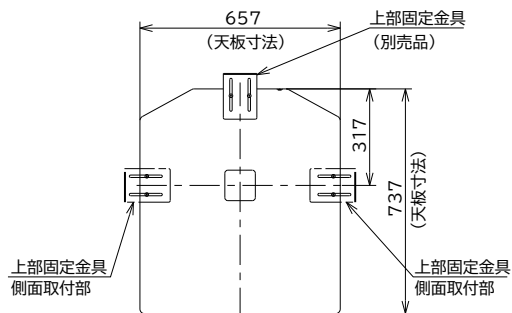 657
（天板寸法）
上部固定金具
（別売品）
317
737
（天板寸法）
上部固定金具
側面取付部
上部固定金具
側面取付部